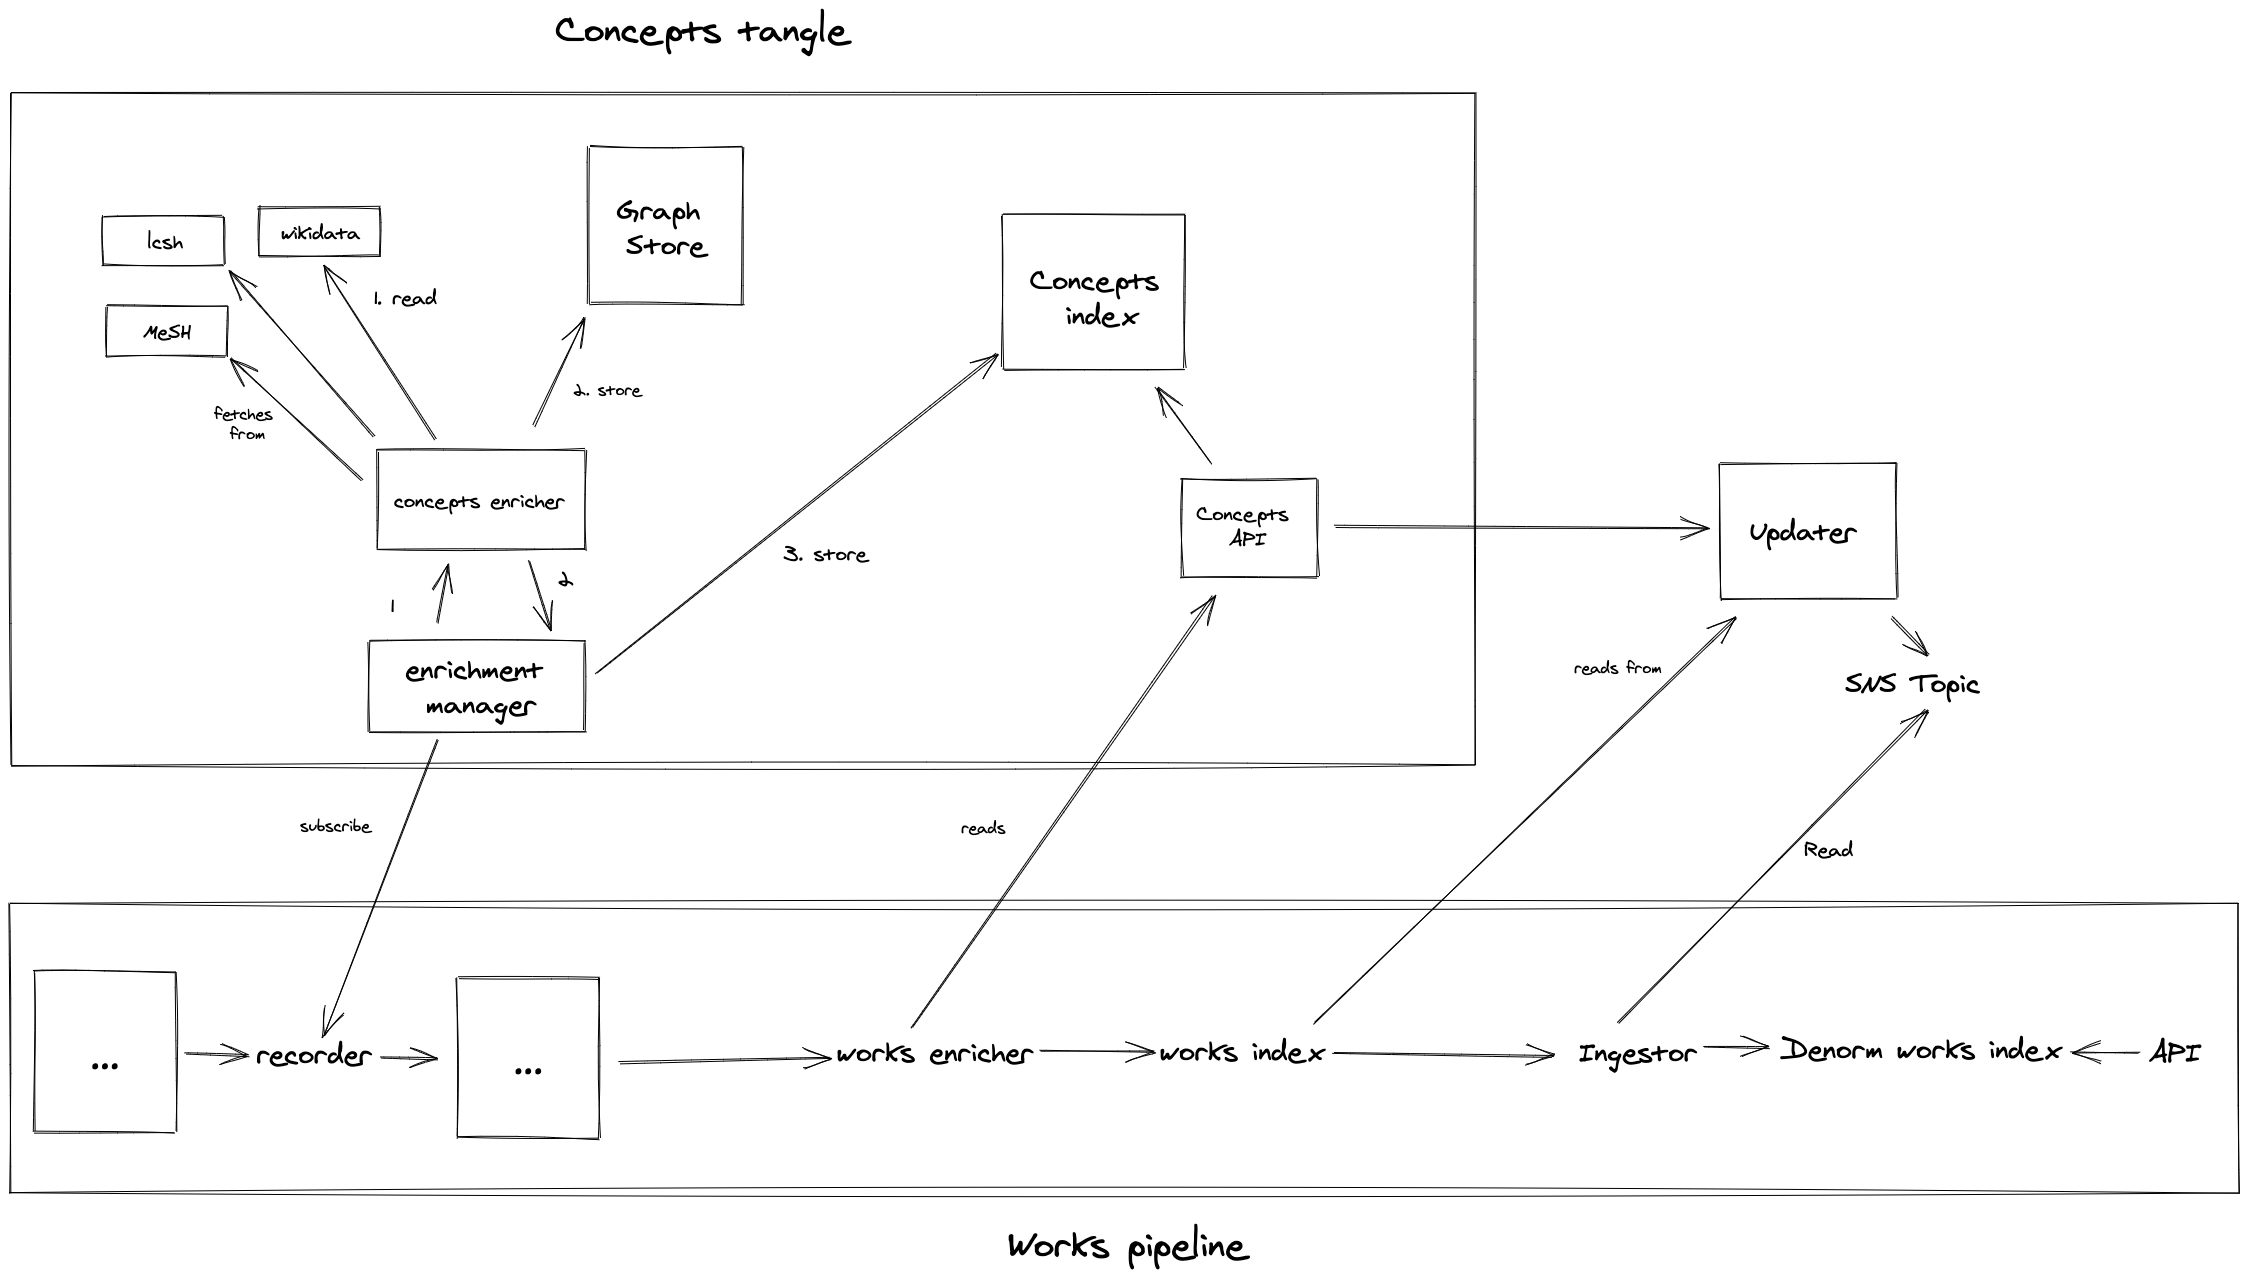 Concepts tangle
Graph
Store
lcsh
wikidata
MeSH
1. read
Concepts
index
fetches
from
2. store
concepts enricher
Concepts
API
Updater
3. store
1
2
enrichment
manager
reads from
SNS Topic
subscribe
reads
Read
...
recorder
...
works enricher
works index
Ingestor
Denorm works index
API
Works pipeline